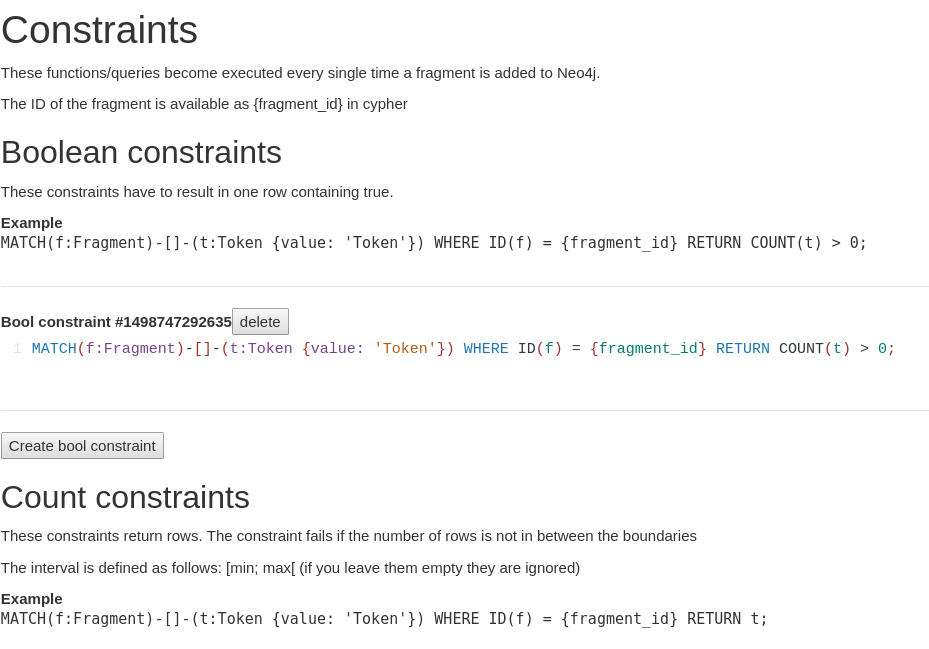 Constraints
These functions/queries become executed every single time a fragment is added to Neo4j.
The ID of the fragment is available as {fragment_id} in cypher
Boolean constraints
These constraints have to result in one row containing true.
Example
MATCH(f:Fragment)-[]-(t:Token {value: 'Token'}) WHERE ID(f) = {fragment_id} RETURN COUNT(t) > 0;
Bool constraint #1498747292635 delete
1 MATCH(f:Fragment)-[]-(t:Token {value: 'Token'}) WHERE ID(f) = {fragment_id} RETURN COUNT(t) > 0;
Create bool constraint
Count constraints
These constraints return rows. The constraint fails if the number of rows is not in between the boundaries
The interval is defined as follows: [min; max[ (if you leave them empty they are ignored)
Example
MATCH(f:Fragment)-[]-(t:Token {value: 'Token'}) WHERE ID(f) = {fragment_id} RETURN t;